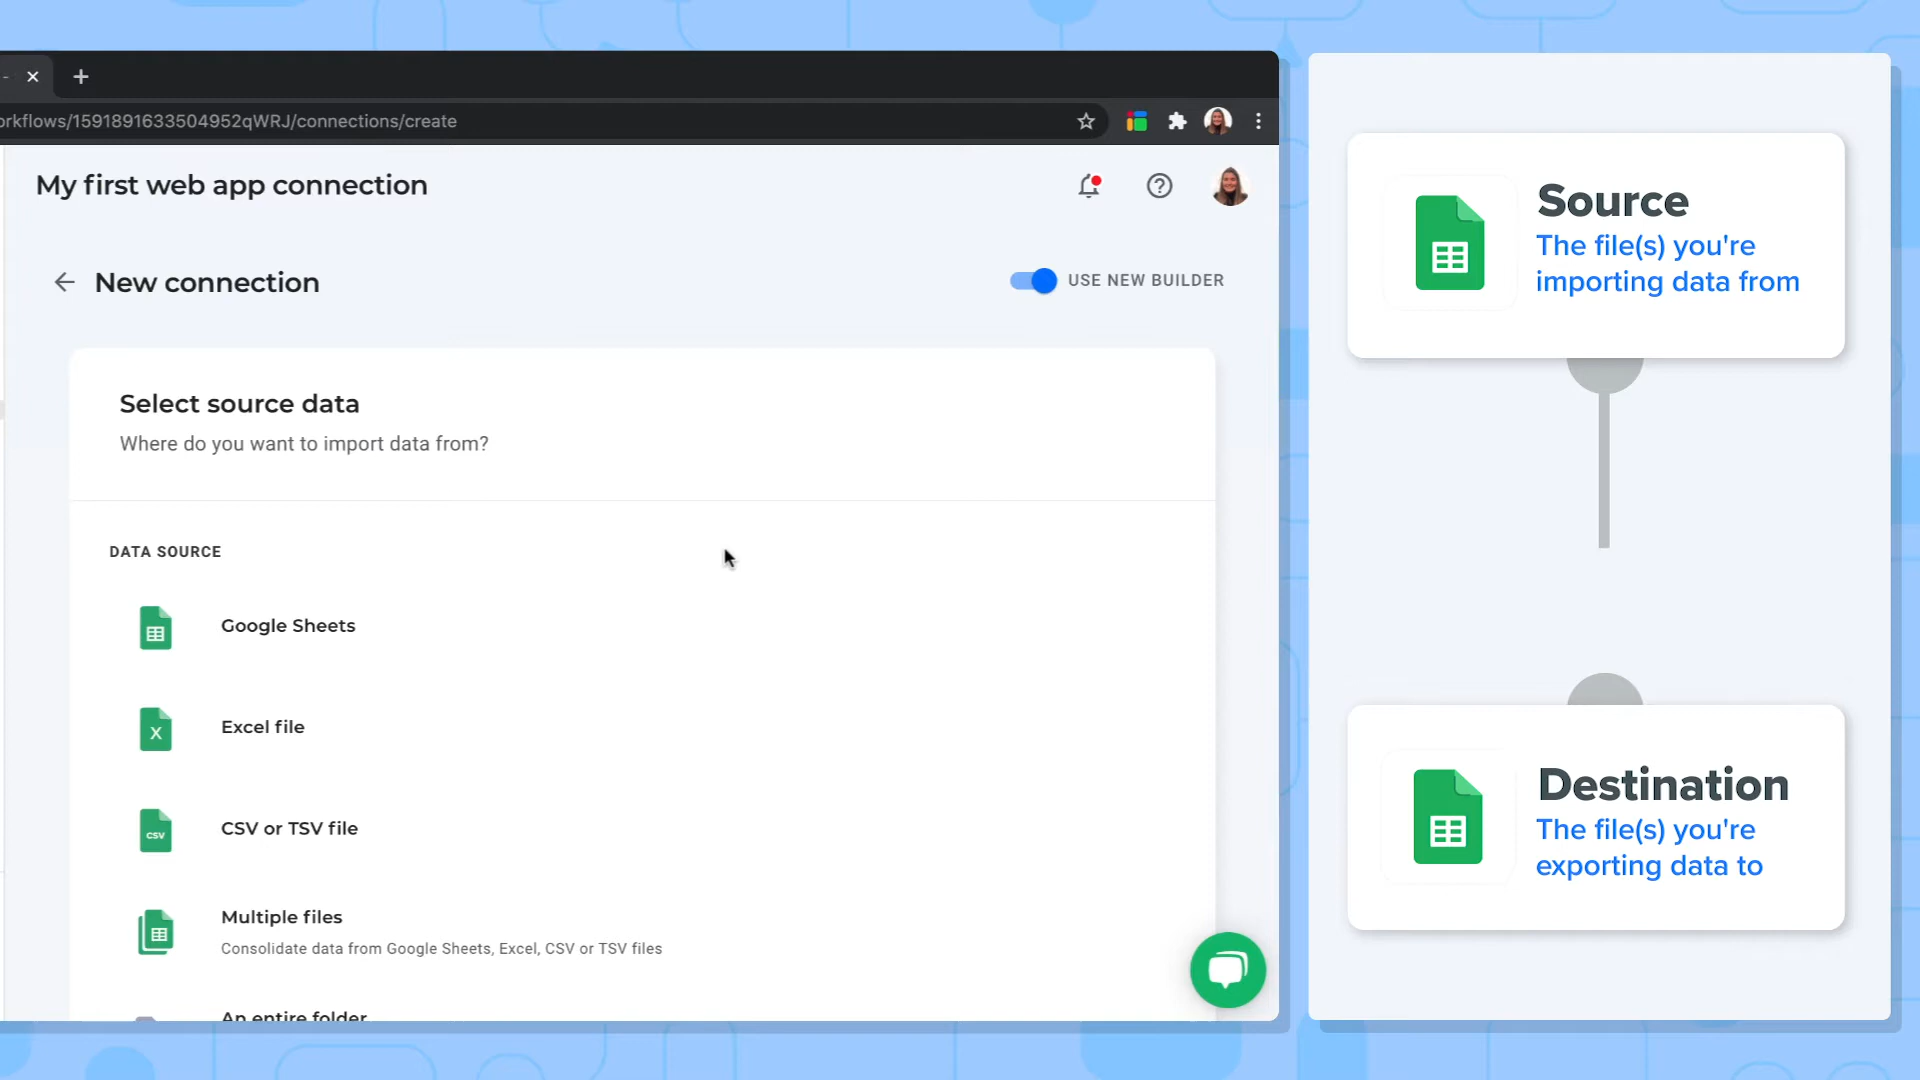 orkflows/1591891633504952qWRJ/connections/create
My first web app connection
New connection
USE NEW BUILDER
Select source data
Where do you want to import data from?
DATA SOURCE
Google Sheets
X
Excel file
CSV
CSV or TSV file
Multiple files
Consolidate data from Google Sheets, Excel, CSV or TSV files
An entire folder
Source
The file(s) you're
importing data from
Destination
The file(s) you're
exporting data to